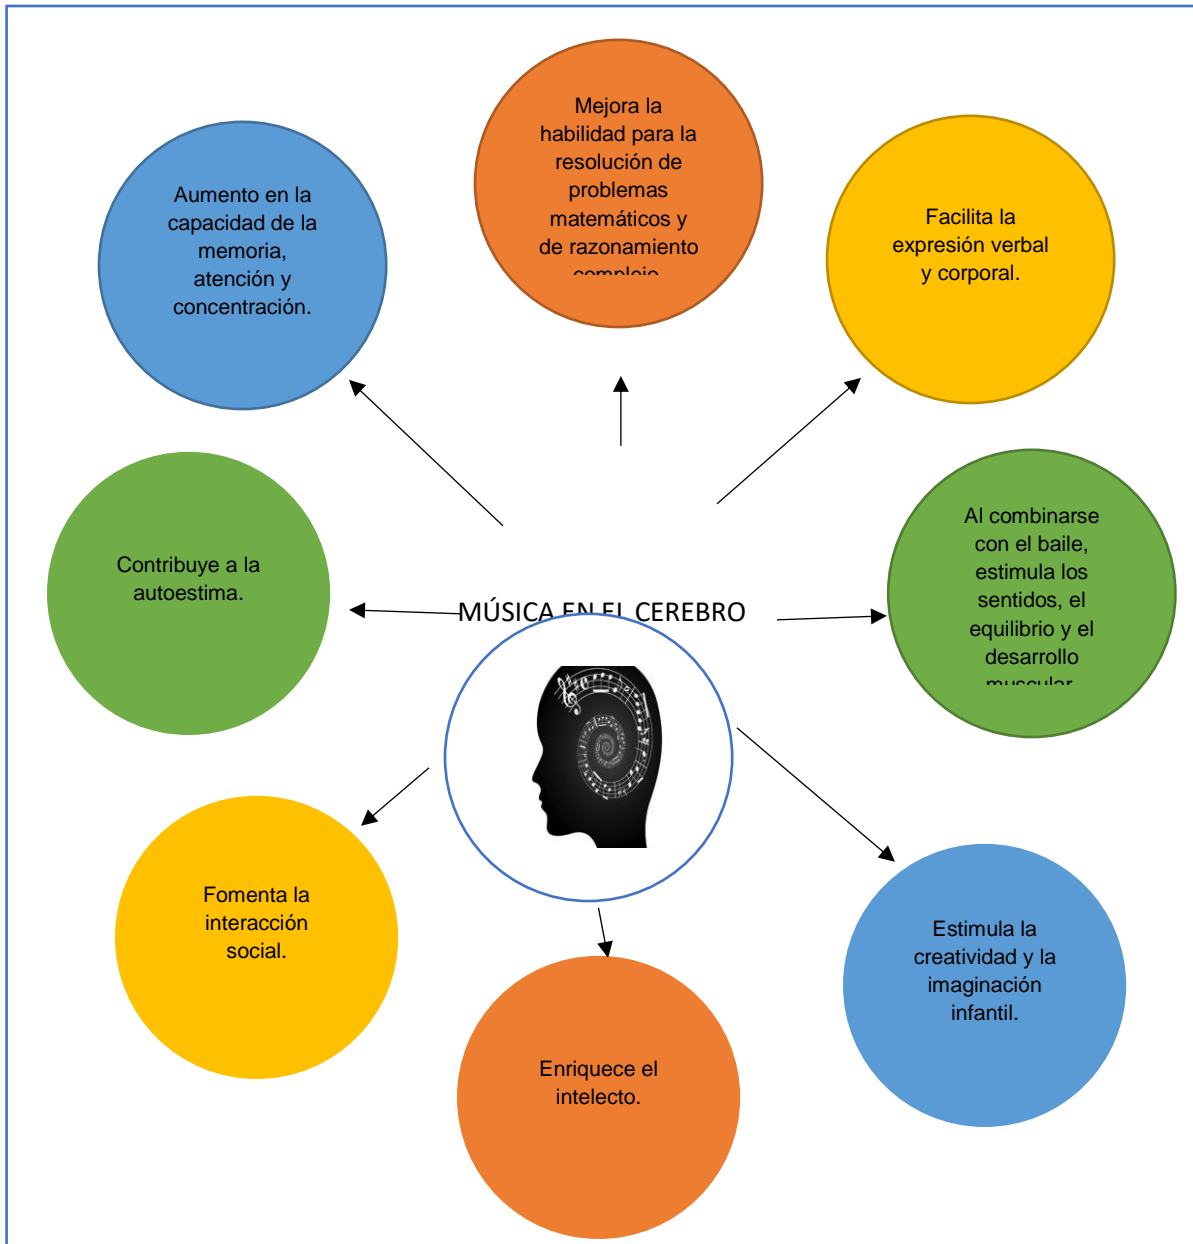 Mejora la
habilidad para la
resolución de
problemas
matemáticos y
de razonamiento
complejo.
Aumento en la
capacidad de la
memoria,
atención y
concentración.
Facilita la
expresión verbal
y corporal.
Al combinarse
con el baile,
estimula los
sentidos, el
equilibrio y el
desarrollo
muscular.
Contribuye a la
autoestima.
MÚSICA EN EL CEREBRO
Fomenta la
interacción
social.
Estimula la
creatividad y la
imaginación
infantil.
Enriquece el
intelecto.